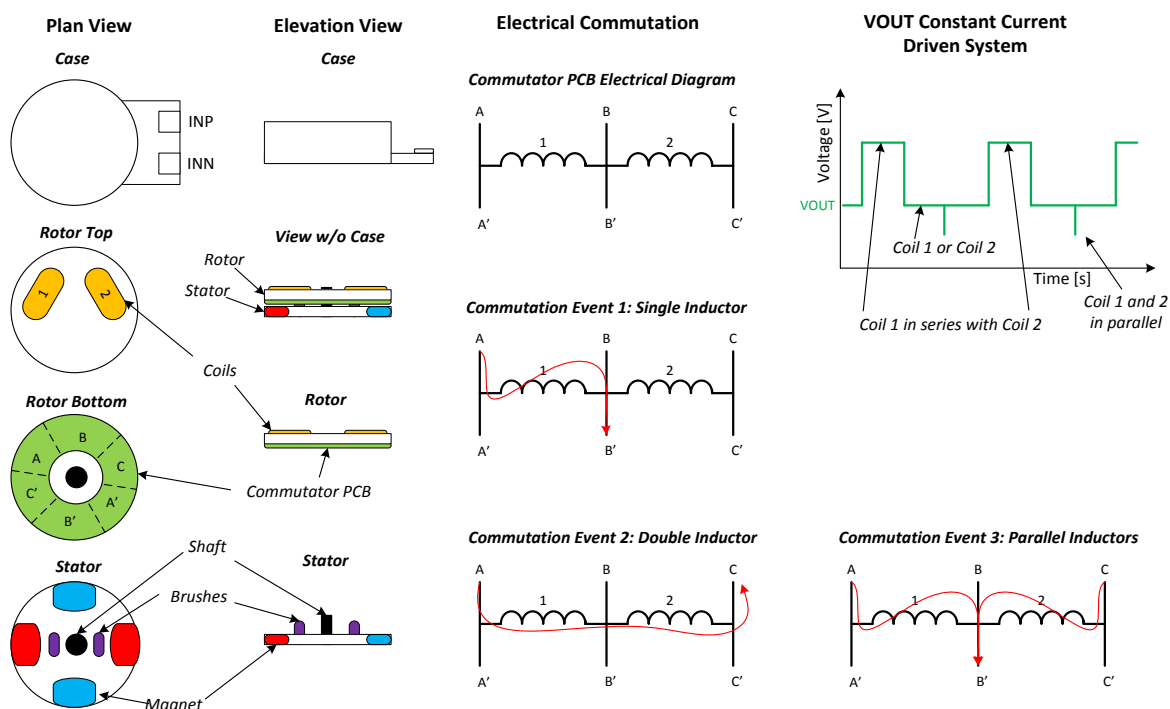 Plan View
Case
INP
INN
Rotor Top
1
2
Coils
Rotor Bottom
B
A
C
C'
A'
B'
Stator
Shaft
Brushes
Magnet
Elevation View
Case
View w/o Case
Rotor
Stator
Rotor
Commutator PCB
Stator
Electrical Commutation
Commutator PCB Electrical Diagram
A
B
C
1
2
A'
B'
C'
Commutation Event 1: Single Inductor
A
B
C
1
2
A'
B'
C'
Commutation Event 2: Double Inductor
A
B
C
1
2
A'
B'
C'
VOUT Constant Current
Driven System
Voltage [V]
VOUT
Coil 1 or Coil 2
Time [s]
Coil 1 in series with Coil 2
Coil 1 and 2
in parallel
Commutation Event 3: Parallel Inductors
A
B
C
1
2
A'
B'
C'